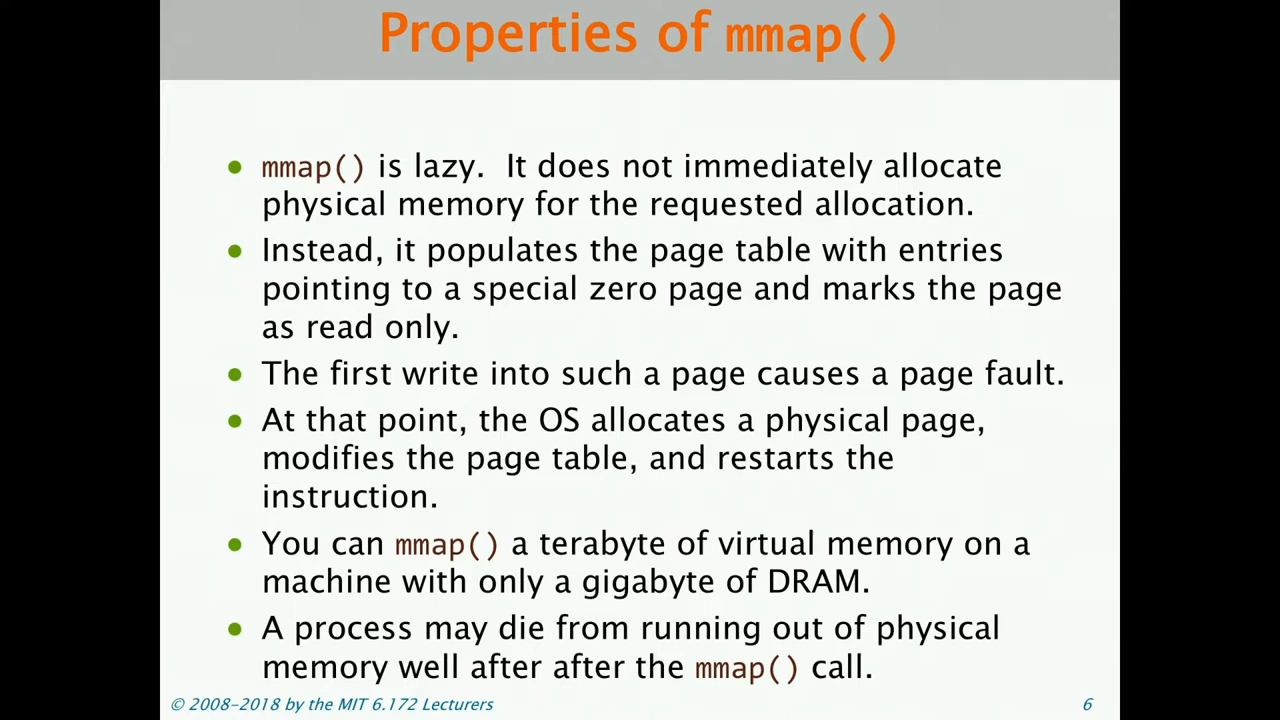 Properties of mmap()
• mmap() is lazy. It does not immediately allocate
physical memory for the requested allocation.
• Instead, it populates the page table with entries
pointing to a special zero page and marks the page
as read only.
• The first write into such a page causes a page fault.
• At that point, the OS allocates a physical page,
modifies the page table, and restarts the
instruction.
• You can mmap() a terabyte of virtual memory on a
machine with only a gigabyte of DRAM.
• A process may die from running out of physical
memory well after after the mmap() call.
© 2008–2018 by the MIT 6.172 Lecturers
6